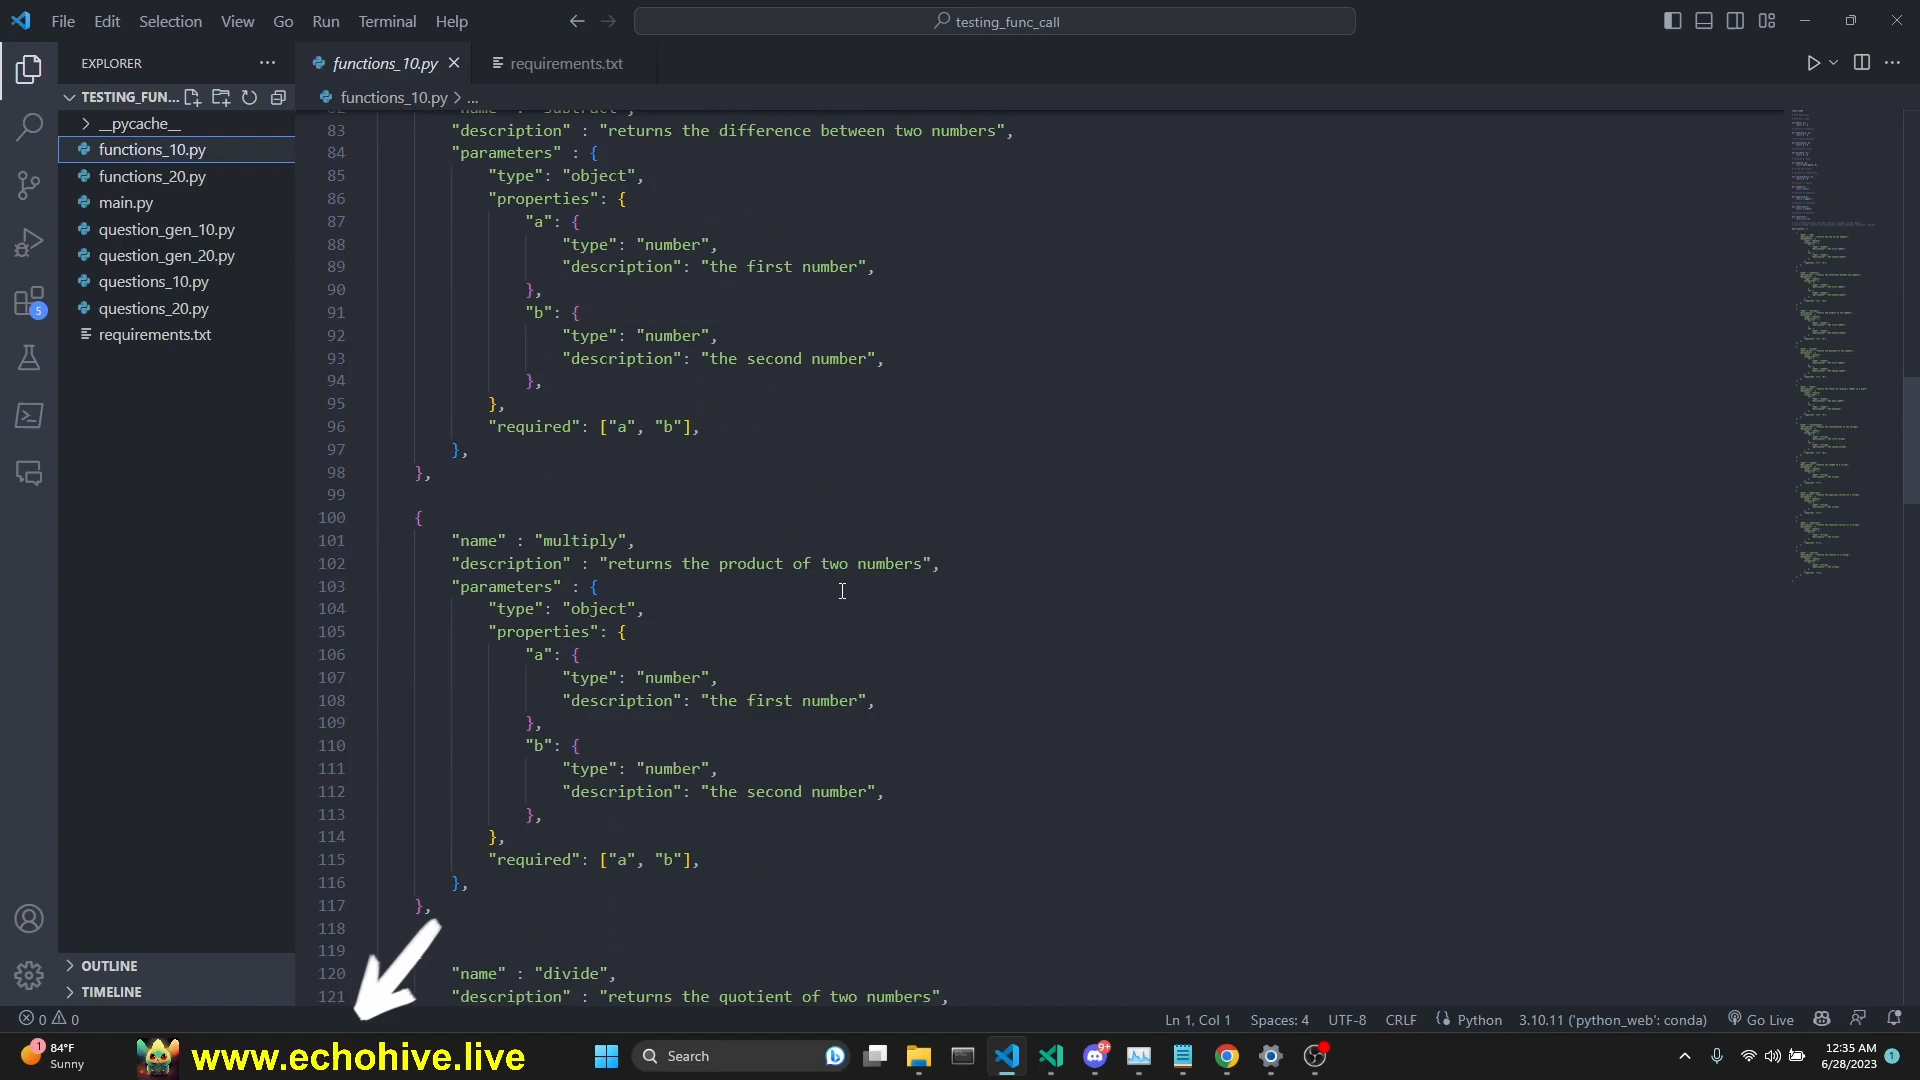 File Edit Selection View Go Run Terminal Help
testing_func_call
EXPLORER
functions_10.py
requirements.txt
TESTING_FUN...
functions_10.py > ...
__pycache__
functions_10.py
functions_20.py
main.py
question_gen_10.py
question_gen_20.py
questions_10.py
questions_20.py
requirements.txt
5
OUTLINE
TIMELINE
83 "description" : "returns the difference between two numbers",
84 "parameters" : {
85 "type": "object",
86 "properties": {
87 "a": {
88 "type": "number",
89 "description": "the first number",
90 },
91 "b": {
92 "type": "number",
93 "description": "the second number",
94 },
95 },
96 "required": ["a", "b"],
97 },
98 },
99
100 {
101 "name" : "multiply",
102 "description" : "returns the product of two numbers",
103 "parameters" : {
104 "type": "object",
105 "properties": {
106 "a": {
107 "type": "number",
108 "description": "the first number",
109 },
110 "b": {
111 "type": "number",
112 "description": "the second number",
113 },
114 },
115 "required": ["a", "b"],
116 },
117 },
118
119
120 "name" : "divide",
121 "description" : "returns the quotient of two numbers",
0 0
Ln 1, Col 1 Spaces: 4 UTF-8 CRLF Python 3.10.11 ('python_web': conda) Go Live
1
84°F
Sunny
www.echohive.live
Search
9+
12:35 AM
6/28/2023
1